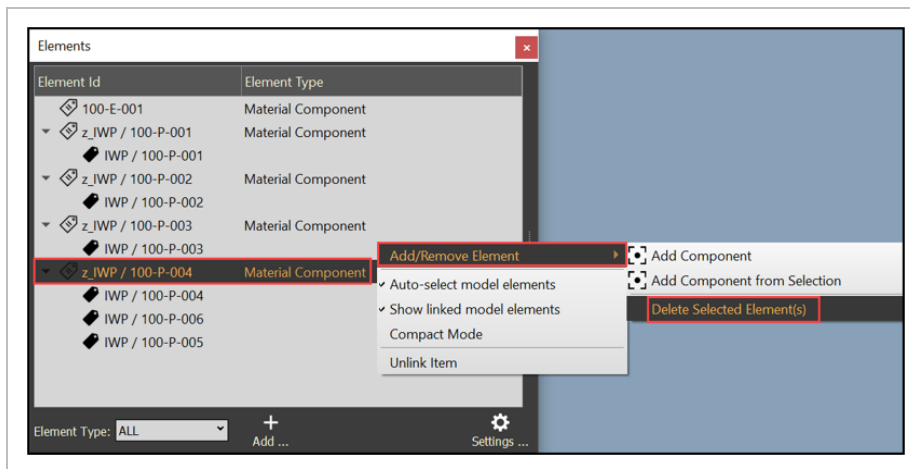 Elements
Element Id Element Type
100-E-001 Material Component
z_IWP / 100-P-001 Material Component
IWP / 100-P-001
z_IWP / 100-P-002 Material Component
IWP / 100-P-002
z_IWP / 100-P-003 Material Component
IWP / 100-P-003
z_IWP / 100-P-004 Material Component
IWP / 100-P-004
IWP / 100-P-006
IWP / 100-P-005
Add/Remove Element
Auto-select model elements
Show linked model elements
Compact Mode
Unlink Item
Add Component
Add Component from Selection
Delete Selected Element(s)
Element Type: ALL
Add ...
Settings ...